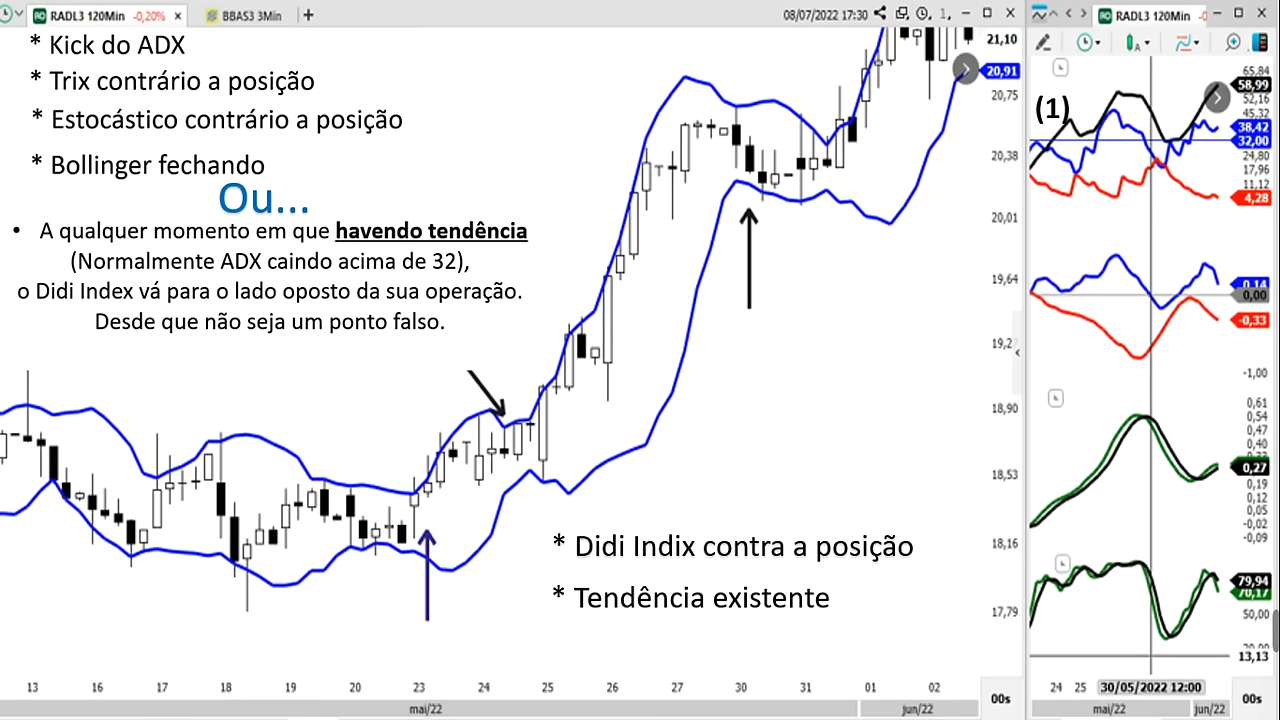 RADL3 120Min -0,20% ×
BBAS3 3Min
08/07/2022 17:30
RADL3 120Min
* Kick do ADX
* Trix contrário a posição
* Estocástico contrário a posição
* Bollinger fechando
Ou...
• A qualquer momento em que havendo tendência
(Normalmente ADX caindo acima de 32),
o Didi Index vá para o lado oposto da sua operação.
Desde que não seja um ponto falso.
* Didi Indix contra a posição
* Tendência existente
21,10
20,91
20,75
20,38
20,01
19,64
19,2
18,90
18,53
18,16
17,79
13 16 17 18 19 20 23 24 25 26 27 30 31 01 02
mai/22 jun/22
00s
(1)
65,84
58,99
52,16
45,32
38,42
32,00
24,80
17,96
11,12
4,28
0,14
0,00
-0,33
-1,00
0,61
0,54
0,47
0,40
0,27
0,19
0,12
0,05
-0,02
-0,09
79,94
70,17
50,00
13,13
24 25 30/05/2022 12:00
mai/22 jun/22
00s